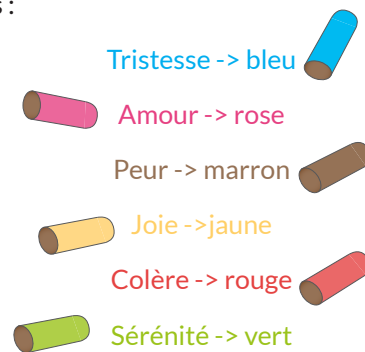 s :
Tristesse -> bleu
Amour -> rose
Peur -> marron
Joie ->jaune
Colère -> rouge
Sérénité -> vert